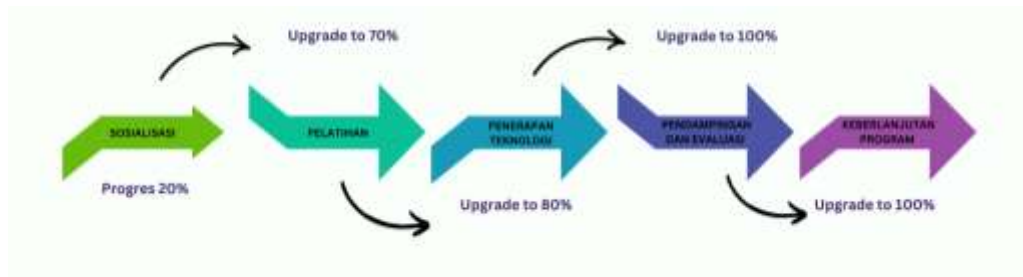 Upgrade to 70%
Upgrade to 100%
SOSIALISASI
PELATIHAN
PENERAPAN
TEKNOLOGI
PENDAMPINGAN
DAN EVALUASI
KEBERLANJUTAN
PROGRAM
Progres 20%
Upgrade to 80%
Upgrade to 100%